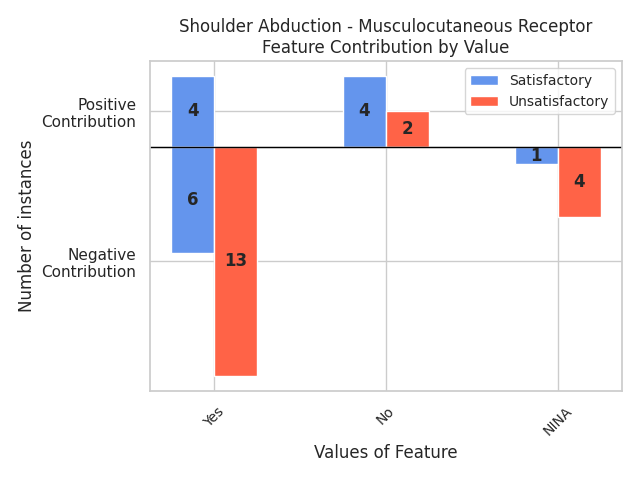 Shoulder Abduction - Musculocutaneous Receptor
Feature Contribution by Value
Satisfactory
Unsatisfactory
Positive
Contribution
Negative
Contribution
Number of instances
4
6
13
4
2
1
4
Yes
No
NINA
Values of Feature